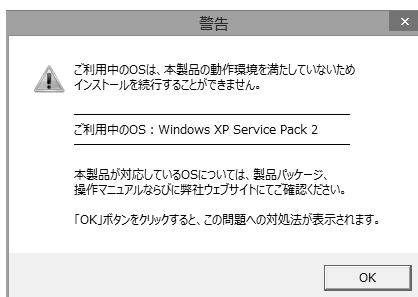 警告
ご利用中のOSは、本製品の動作環境を満たしていないため
インストールを続行することができません。
ご利用中のOS：Windows XP Service Pack 2
本製品が対応しているOSについては、製品パッケージ、
操作マニュアルならびに弊社ウェブサイトにてご確認ください。
「OK」ボタンをクリックすると、この問題への対処法が表示されます。
OK